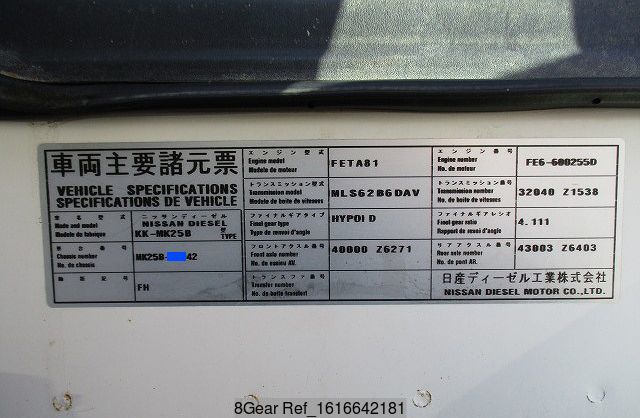 車両主要諸元票
VEHICLE SPECIFICATIONS
SPECIFICATIONS DE VEHICLE
車名型式
Make and model
Modele de fabrique
ニッサンディーゼル
NISSAN DIESEL
KK-MK25B 型 TYPE
車台番号
Chassis number
No. de chassis
MK25B- 42
FH
エンジン型式
Engine model
Modele de moteur
FETA81
トランスミッション型式
Transmission model
Modele de boite de vitesses
MLS62B6DAV
ファイナルギアタイプ
Final gear type
Type de renvoi d'angle
HYPOID
フロントアクスル番号
Front axle number
No. de essieu AV.
40000 Z6271
トランスファ番号
Transfer number
No. de boite transfert
エンジン番号
Engine number
No. de moteur
FE6-600255D
トランスミッション番号
Transmission number
No. de boite de vitesses
32040 Z1538
ファイナルギアレシオ
Final gear ratio
Rapport de renvoi d'angle
4.111
リアアクスル番号
Rear axle number
No. de pont AR.
43003 Z6403
日産ディーゼル工業株式会社
NISSAN DIESEL MOTOR CO.,LTD.
8Gear Ref_1616642181